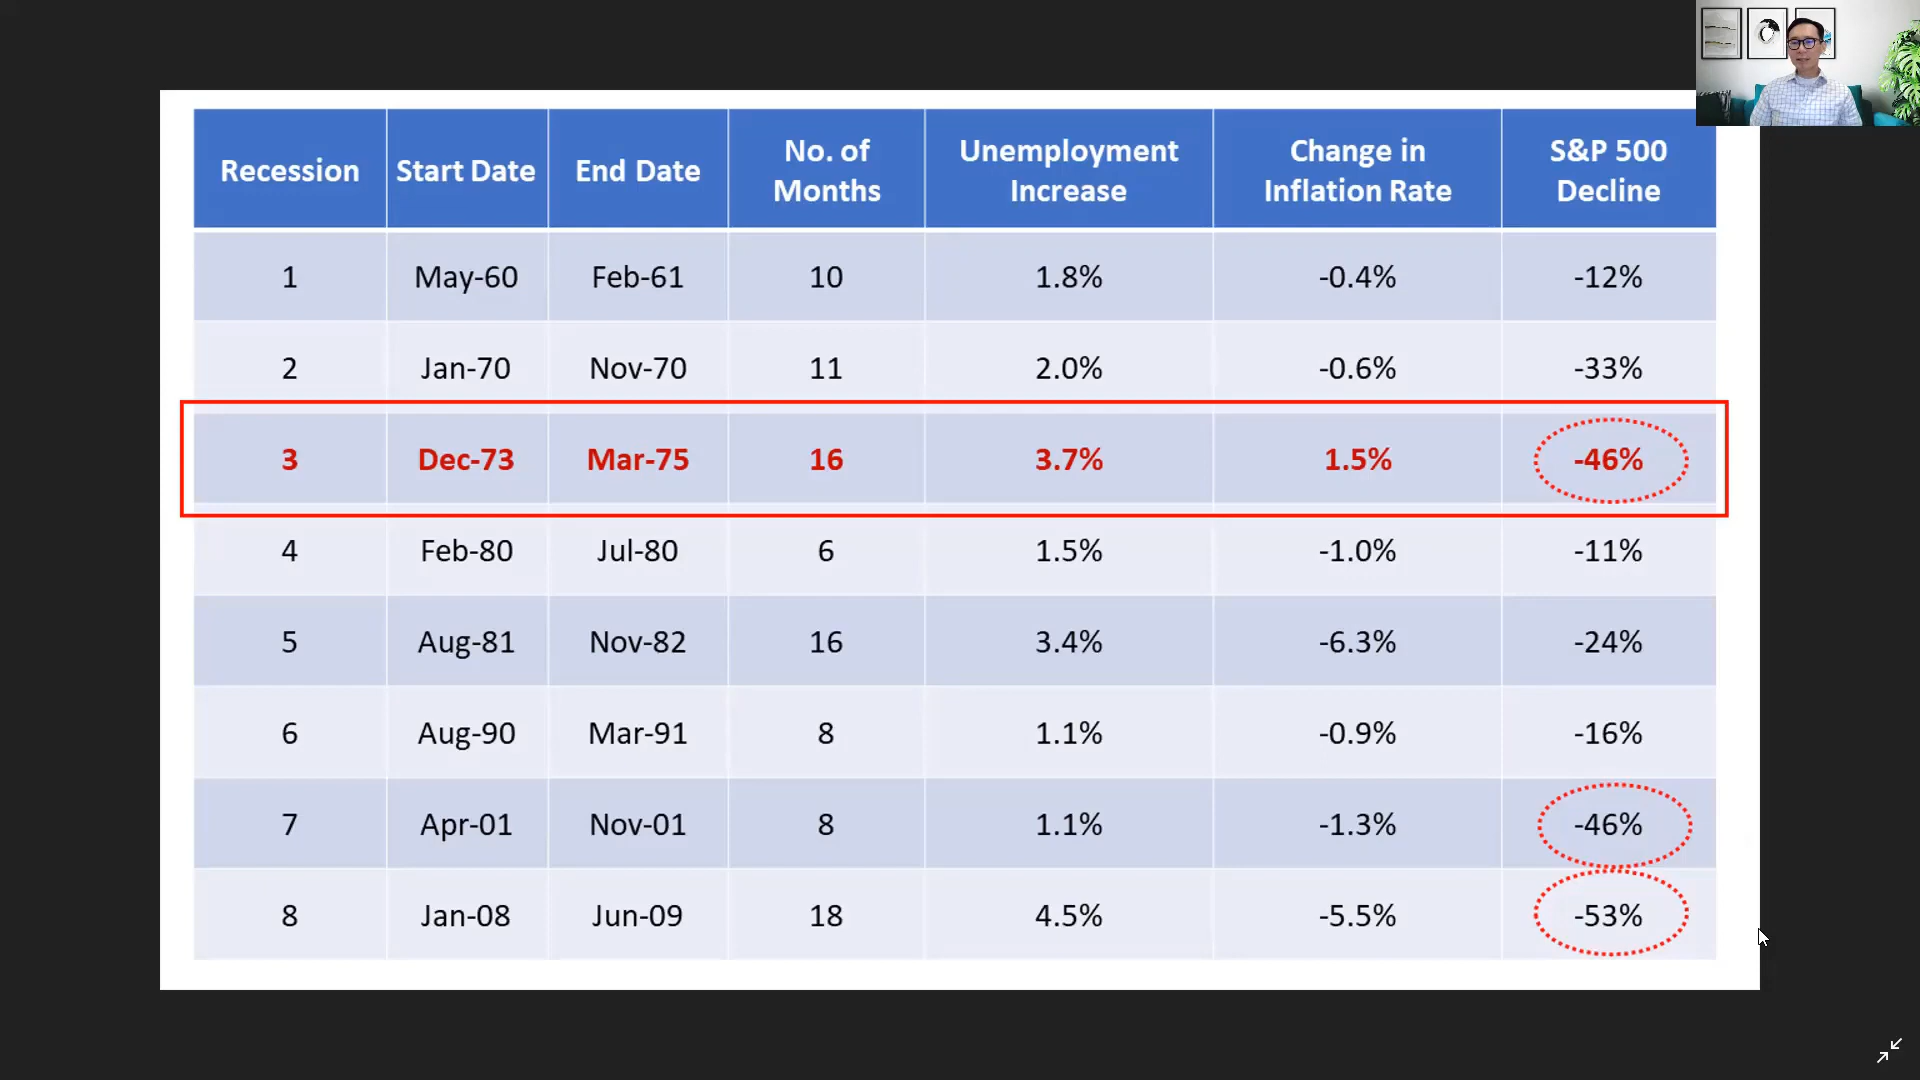 Recession Start Date End Date No. of Months Unemployment Increase Change in Inflation Rate S&P 500 Decline
1 May-60 Feb-61 10 1.8% -0.4% -12%
2 Jan-70 Nov-70 11 2.0% -0.6% -33%
3 Dec-73 Mar-75 16 3.7% 1.5% -46%
4 Feb-80 Jul-80 6 1.5% -1.0% -11%
5 Aug-81 Nov-82 16 3.4% -6.3% -24%
6 Aug-90 Mar-91 8 1.1% -0.9% -16%
7 Apr-01 Nov-01 8 1.1% -1.3% -46%
8 Jan-08 Jun-09 18 4.5% -5.5% -53%